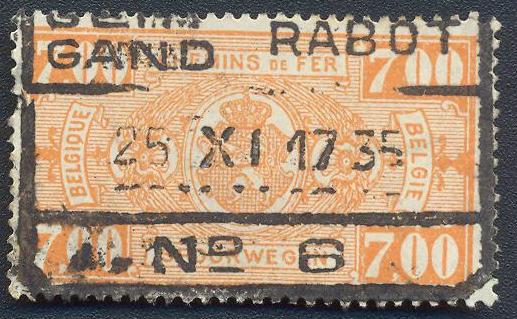 GAND RABOT
7.00 CHEMINS DE FER 7.00
BELGIQUE 25 XI 17 35 BELGIE
Nº 6
7.00 SPOORWEGEN 7.00